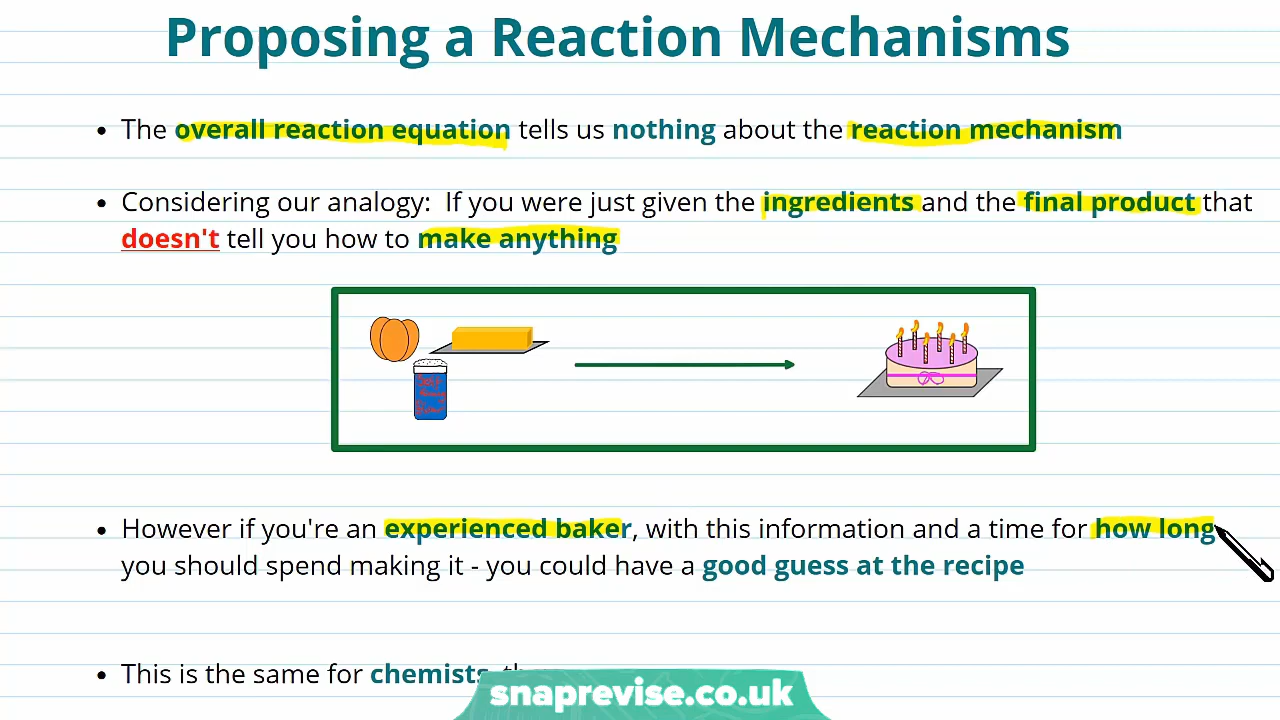 Proposing a Reaction Mechanisms
• The overall reaction equation tells us nothing about the reaction mechanism
• Considering our analogy: If you were just given the ingredients and the final product that
doesn't tell you how to make anything
• However if you're an experienced baker, with this information and a time for how long
you should spend making it - you could have a good guess at the recipe
• This is the same for chemists,
snaprevise.co.uk